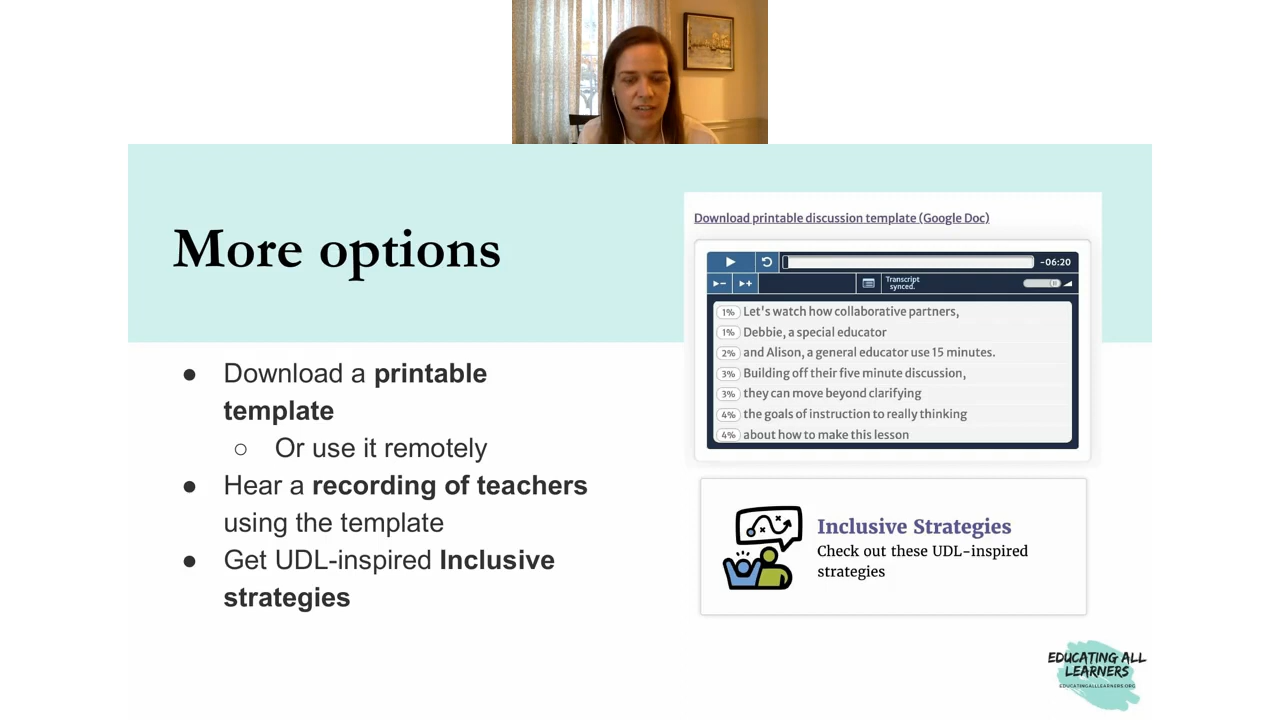 More options
Download a printable
template
Or use it remotely
Hear a recording of teachers
using the template
Get UDL-inspired Inclusive
strategies
Download printable discussion template (Google Doc)
-06:20
Transcript
synced.
1% Let's watch how collaborative partners,
1% Debbie, a special educator
2% and Alison, a general educator use 15 minutes.
3% Building off their five minute discussion,
3% they can move beyond clarifying
4% the goals of instruction to really thinking
4% about how to make this lesson
Inclusive Strategies
Check out these UDL-inspired
strategies
EDUCATING ALL
LEARNERS
EDUCATINGALLLEARNERS.ORG